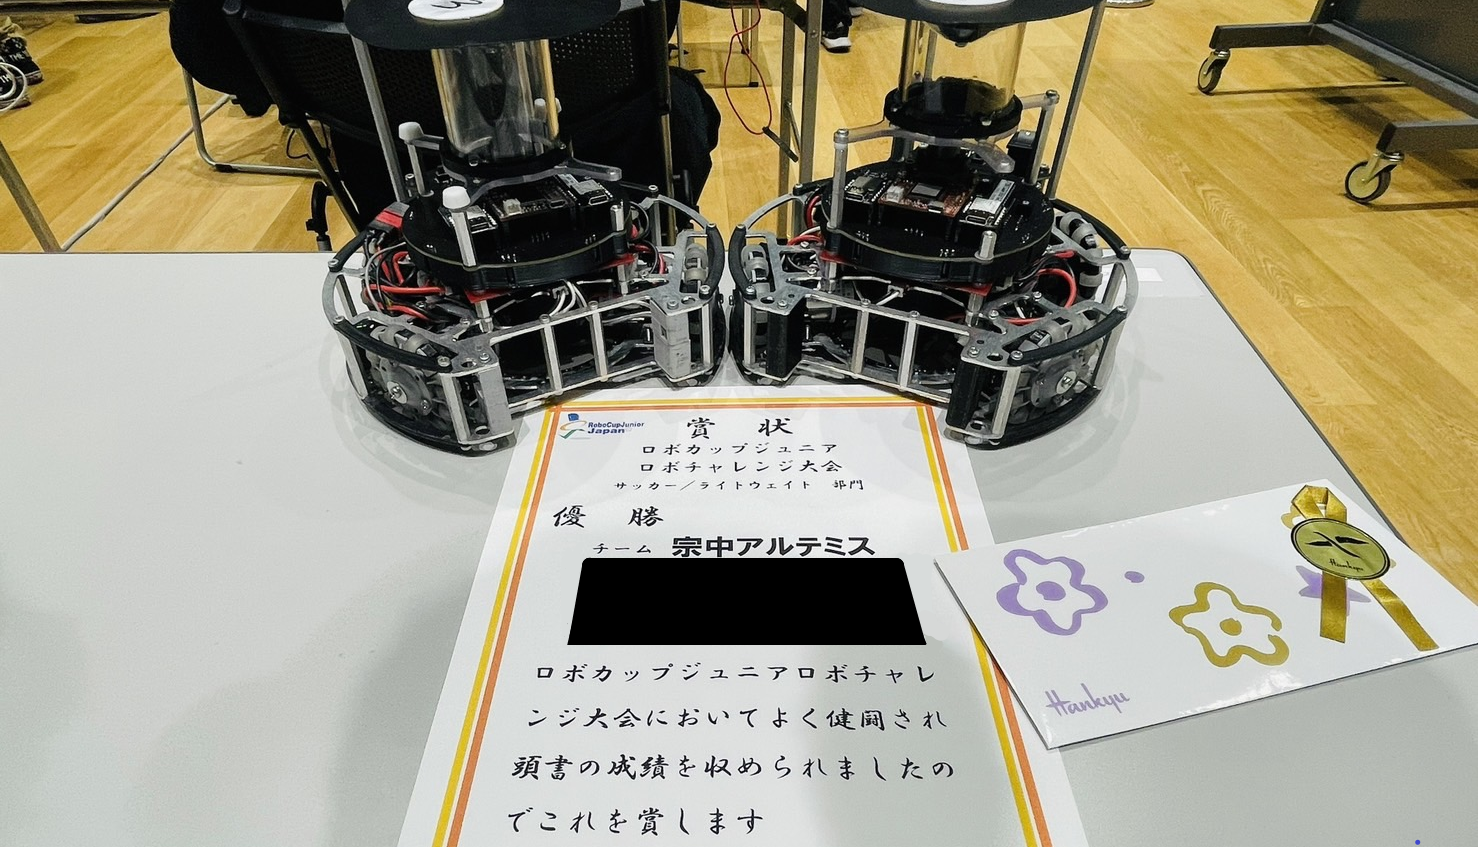 3
RoboCupJunior
Japan
賞 状
ロボカップジュニア
ロボチャレンジ大会
サッカー/ライトウェイト 部門
優 勝
チーム 宗中アルテミス
ロボカップジュニアロボチャレ
ンジ大会においてよく健闘され
頭書の成績を収められましたの
でこれを賞します
Hankyu
Hankyu